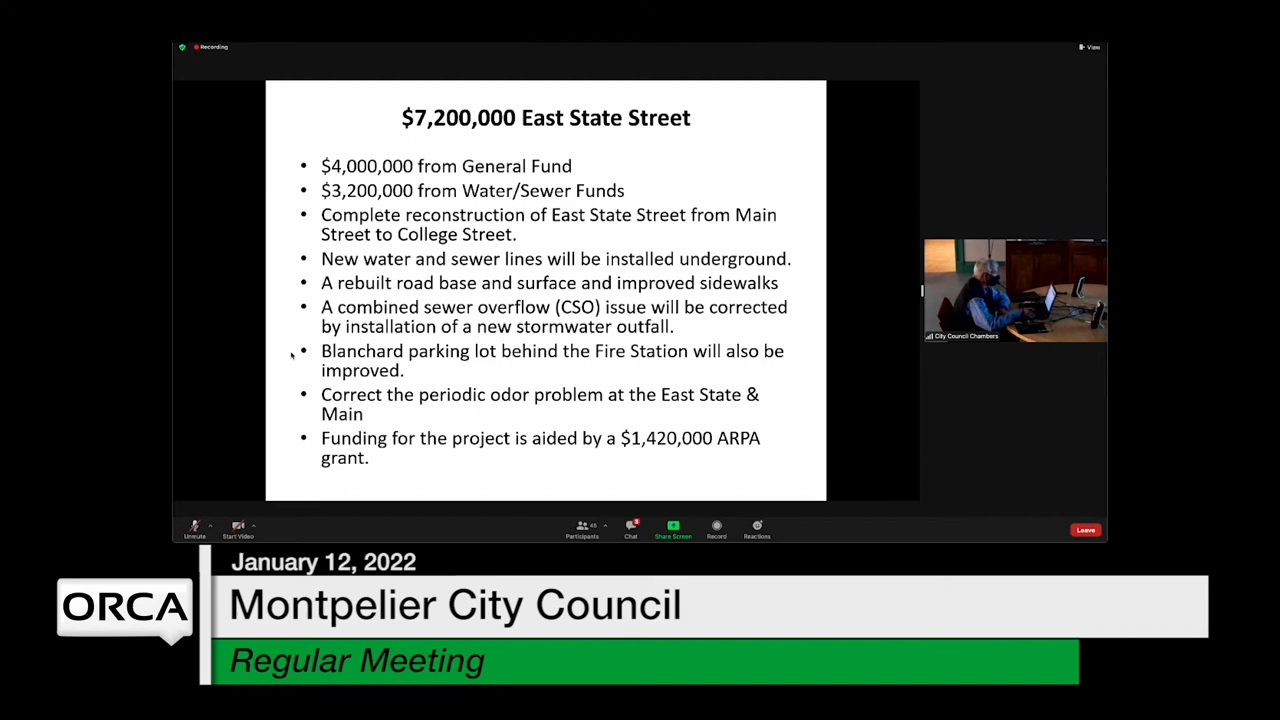 Recording
View
$7,200,000 East State Street
• $4,000,000 from General Fund
• $3,200,000 from Water/Sewer Funds
• Complete reconstruction of East State Street from Main
Street to College Street.
• New water and sewer lines will be installed underground.
• A rebuilt road base and surface and improved sidewalks
• A combined sewer overflow (CSO) issue will be corrected
by installation of a new stormwater outfall.
• Blanchard parking lot behind the Fire Station will also be
improved.
• Correct the periodic odor problem at the East State &
Main
• Funding for the project is aided by a $1,420,000 ARPA
grant.
City Council Chambers
Unmute
Start Video
Participants
45
Chat
3
Share Screen
Record
Reactions
Leave
January 12, 2022
ORCA
Montpelier City Council
Regular Meeting